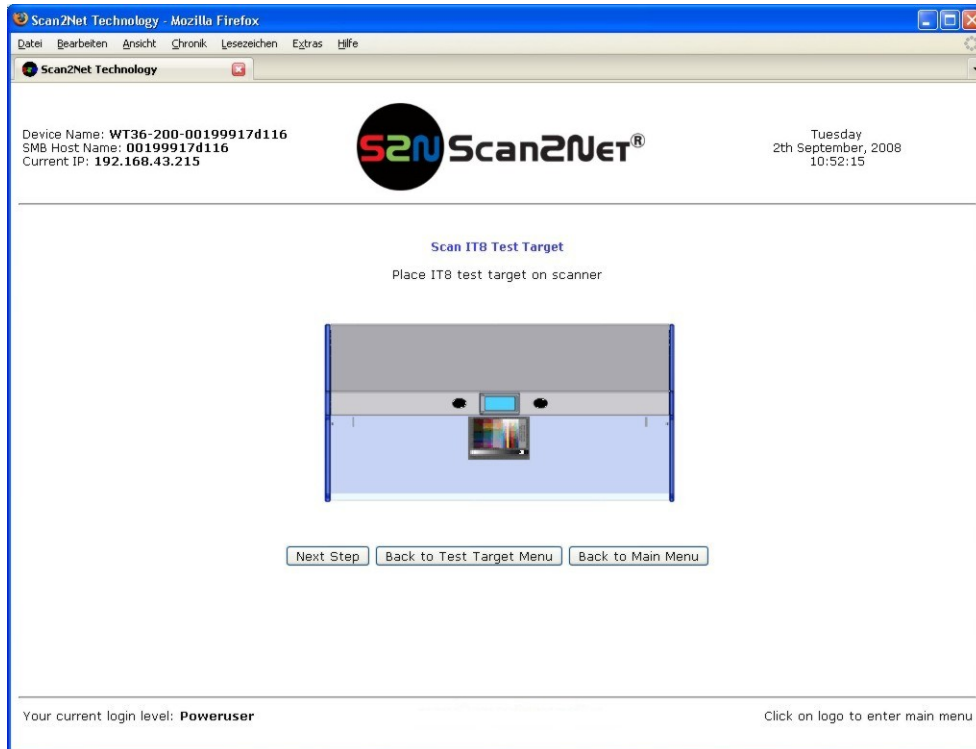 Scan2Net Technology - Mozilla Firefox
Datei Bearbeiten Ansicht Chronik Lesezeichen Extras Hilfe
Scan2Net Technology
Device Name: WT36-200-00199917d116
SMB Host Name: 00199917d116
Current IP: 192.168.43.215
S2N Scan2Net®
Tuesday
2th September, 2008
10:52:15
Scan IT8 Test Target
Place IT8 test target on scanner
Next Step Back to Test Target Menu Back to Main Menu
Your current login level: Poweruser
Click on logo to enter main menu